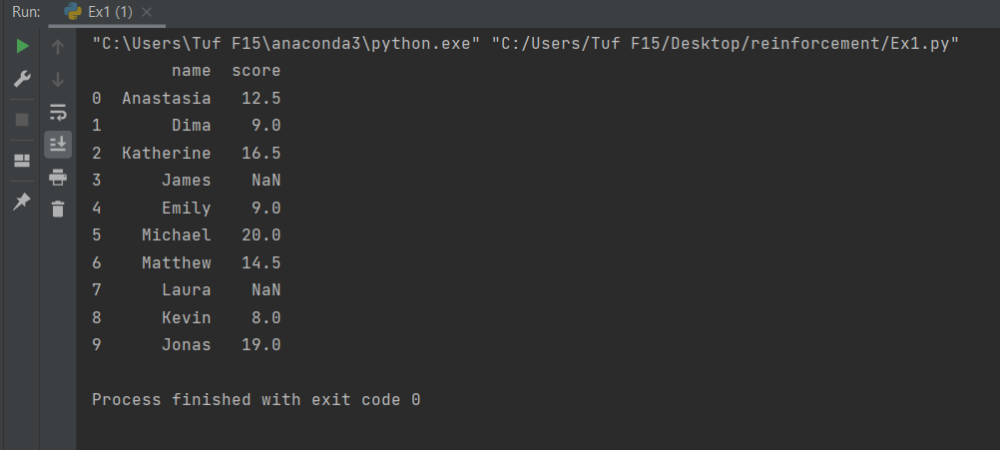 Run: Ex1 (1)
"C:\Users\Tuf F15\anaconda3\python.exe" "C:/Users/Tuf F15/Desktop/reinforcement/Ex1.py"
name score
0 Anastasia 12.5
1 Dima 9.0
2 Katherine 16.5
3 James NaN
4 Emily 9.0
5 Michael 20.0
6 Matthew 14.5
7 Laura NaN
8 Kevin 8.0
9 Jonas 19.0
Process finished with exit code 0